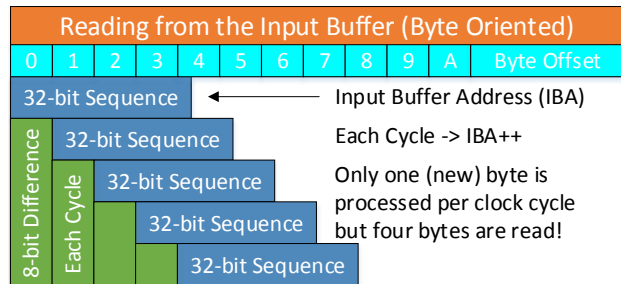 Reading from the Input Buffer (Byte Oriented)
0 1 2 3 4 5 6 7 8 9 A Byte Offset
32-bit Sequence Input Buffer Address (IBA)
32-bit Sequence Each Cycle -> IBA++
32-bit Sequence Only one (new) byte is
processed per clock cycle
32-bit Sequence but four bytes are read!
32-bit Sequence
8-bit Difference
Each Cycle